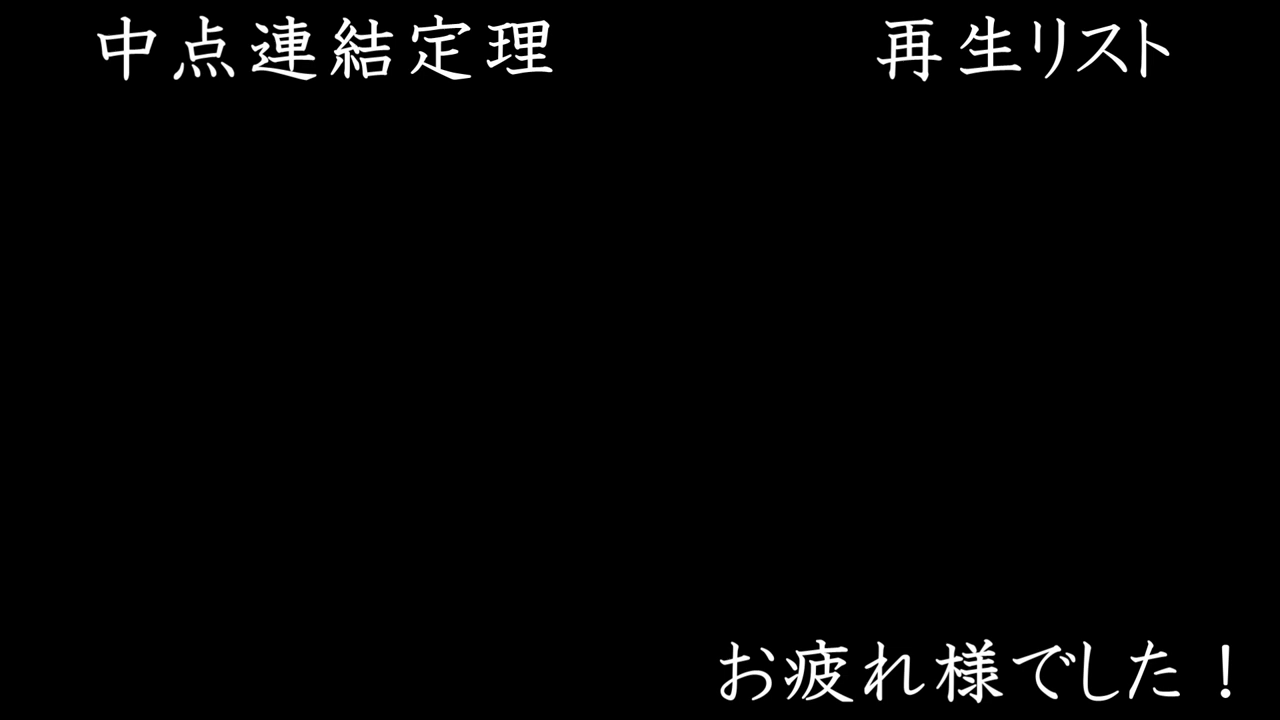 中点連結定理
再生リスト
お疲れ様でした！